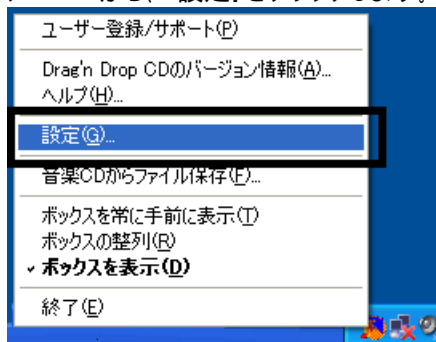 ユーザー登録/サポート(P)
Drag'n Drop CDのバージョン情報(A)...
ヘルプ(H)...
設定(G)...
音楽CDからファイル保存(F)...
ボックスを常に手前に表示(T)
ボックスの整列(R)
ボックスを表示(D)
終了(E)